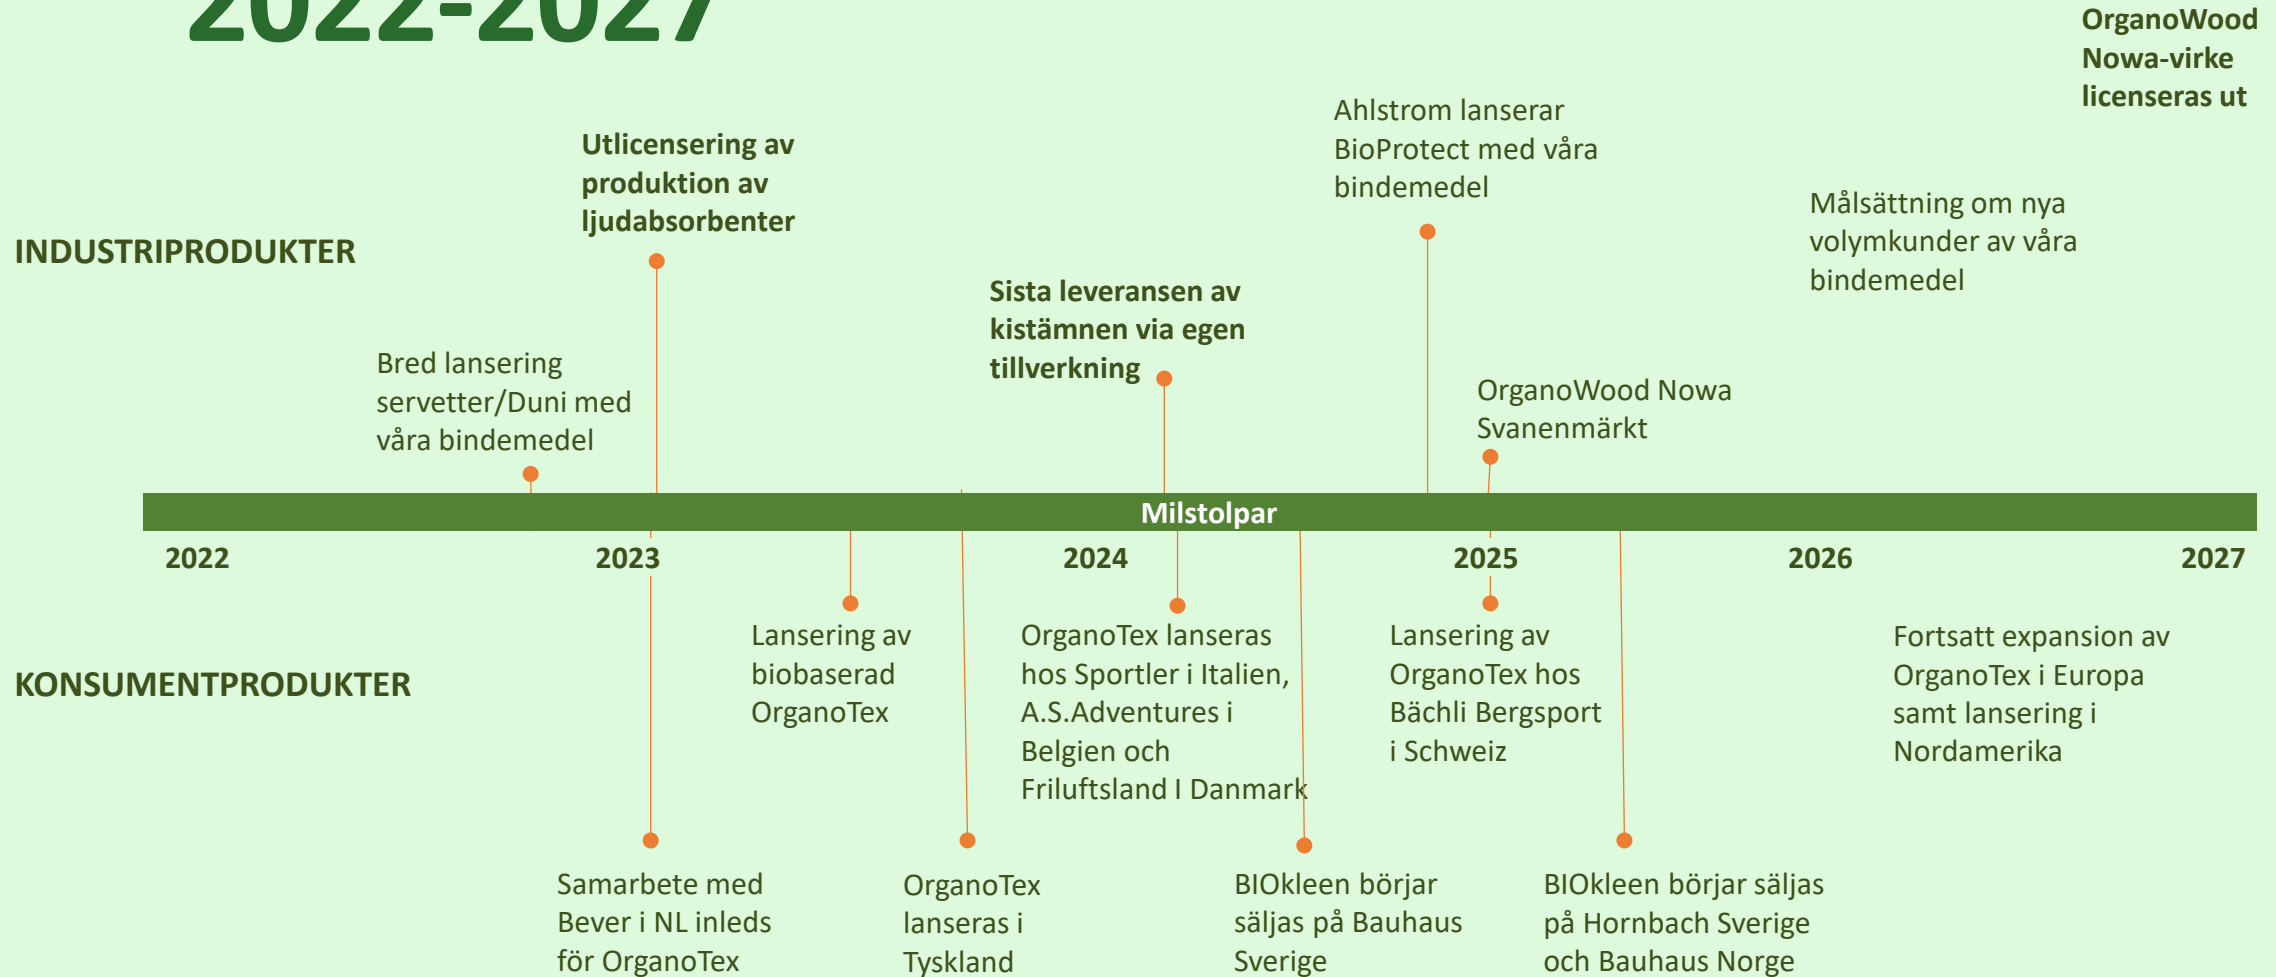 2022-2027
OrganoWood
Nowa-virke
licenseras ut
Ahlstrom lanserar
BioProtect med våra
bindemedel
Utlicensering av
produktion av
ljudabsorbenter
Målsättning om nya
volymkunder av våra
bindemedel
INDUSTRIPRODUKTER
Sista leveransen av
kistämnen via egen
tillverkning
Bred lansering
servetter/Duni med
våra bindemedel
OrganoWood Nowa
Svanenmärkt
Milstolpar
2022
2023
2024
2025
2026
2027
KONSUMENTPRODUKTER
Lansering av
biobaserad
OrganoTex
OrganoTex lanseras
hos Sportler i Italien,
A.S.Adventures i
Belgien och
Friluftsland I Danmark
Lansering av
OrganoTex hos
Bächli Bergsport
i Schweiz
Fortsatt expansion av
OrganoTex i Europa
samt lansering i
Nordamerika
Samarbete med
Bever i NL inleds
för OrganoTex
OrganoTex
lanseras i
Tyskland
BIOkleen börjar
säljas på Bauhaus
Sverige
BIOkleen börjar säljas
på Hornbach Sverige
och Bauhaus Norge